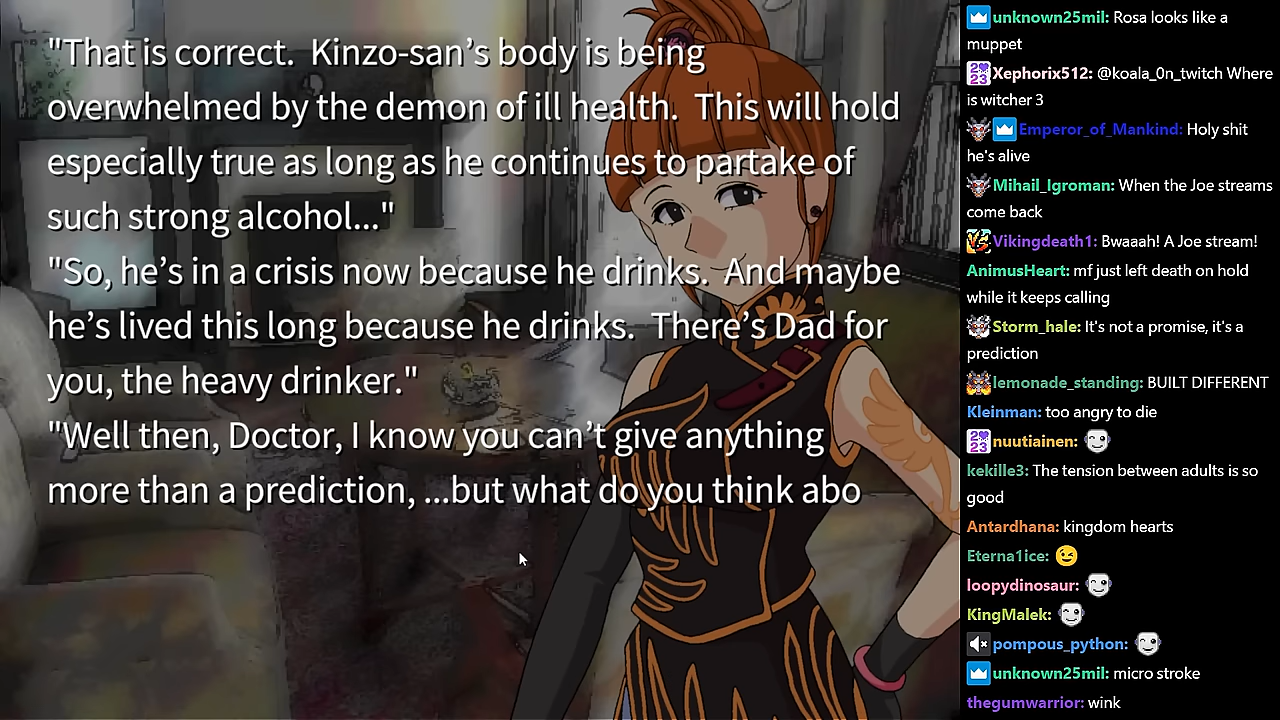 "That is correct.  Kinzo-san’s body is being
overwhelmed by the demon of ill health.  This will hold
especially true as long as he continues to partake of
such strong alcohol..."
"So, he’s in a crisis now because he drinks.  And maybe
he’s lived this long because he drinks.  There’s Dad for
you, the heavy drinker."
"Well then, Doctor, I know you can’t give anything
more than a prediction, ...but what do you think abo
unknown25mil: Rosa looks like a
muppet
Xephorix512: @koala_0n_twitch Where
is witcher 3
Emperor_of_Mankind: Holy shit
he's alive
Mihail_Igroman: When the Joe streams
come back
Vikingdeath1: Bwaaah! A Joe stream!
AnimusHeart: mf just left death on hold
while it keeps calling
Storm_hale: It's not a promise, it's a
prediction
lemonade_standing: BUILT DIFFERENT
Kleinman: too angry to die
nuutiainen:
kekille3: The tension between adults is so
good
Antardhana: kingdom hearts
Eterna1ice: 😉
loopydinosaur:
KingMalek:
pompous_python:
unknown25mil: micro stroke
thegumwarrior: wink